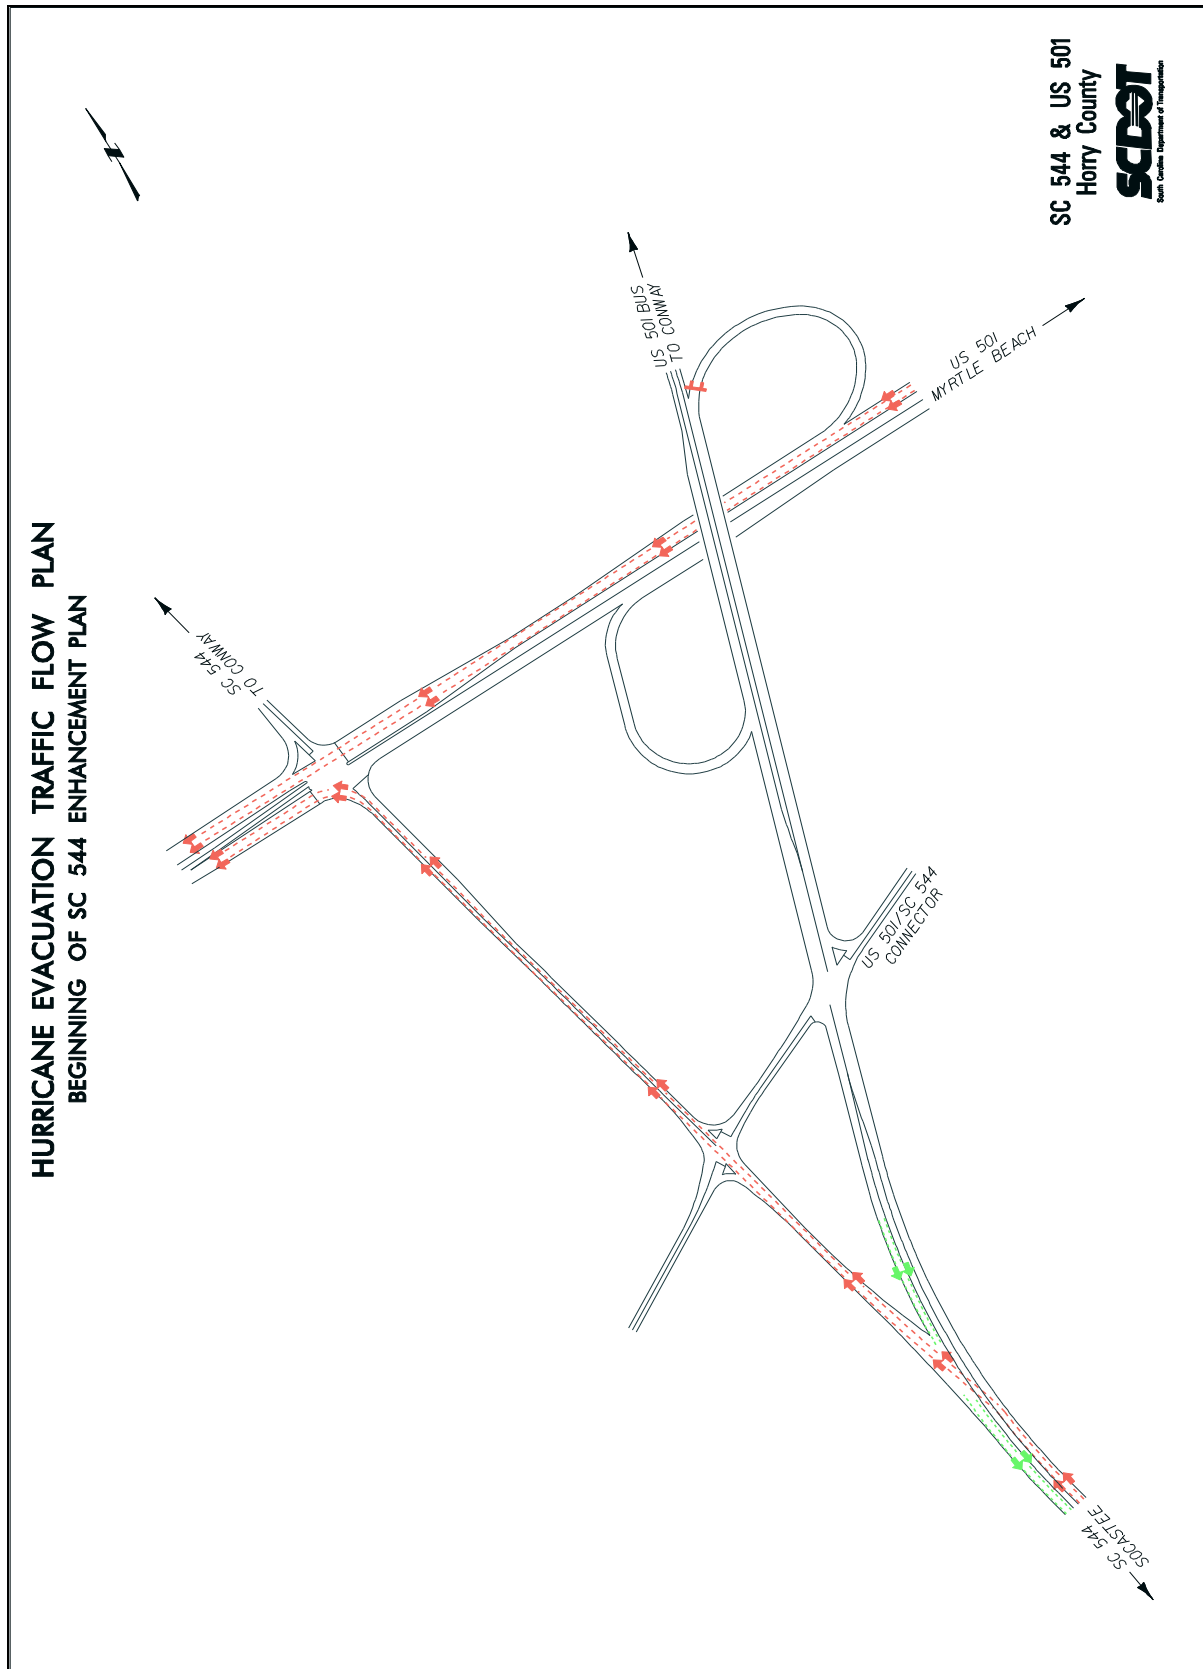 HURRICANE EVACUATION TRAFFIC FLOW PLAN
BEGINNING OF SC 544 ENHANCEMENT PLAN
SC 544
TO CONWAY
US 501 BUS
TO CONWAY
US 501
MYRTLE BEACH
US 501/SC 544
CONNECTOR
SC 544
SOCASTEE
SC 544 & US 501
Horry County
SCDOT
South Carolina Department of Transportation